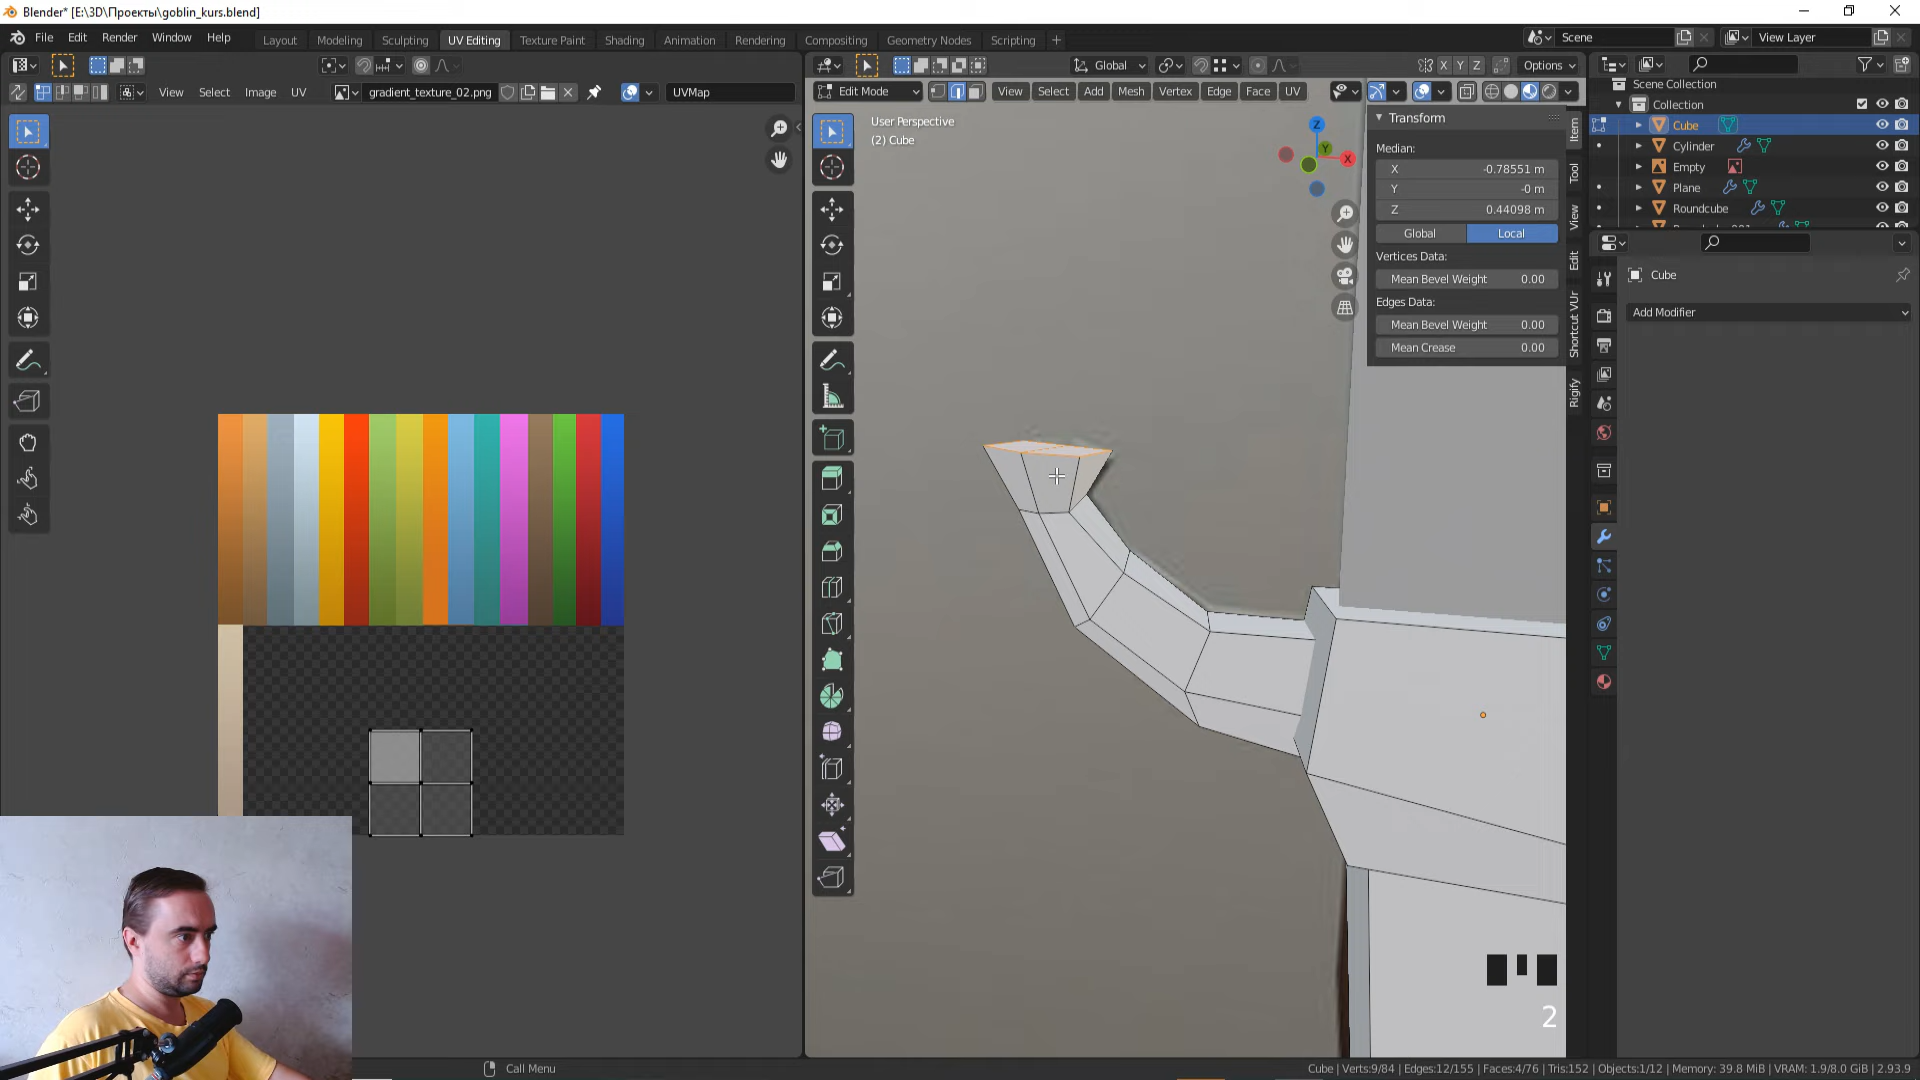 Blender* [E:\3D\Проекты\goblin_kurs.blend]
File Edit Render Window Help
Layout Modeling Sculpting UV Editing Texture Paint Shading Animation Rendering Compositing Geometry Nodes Scripting +
Scene View Layer
Global Options
X Y Z
View Select Image UV gradient_texture_02.png UVMap
Edit Mode View Select Add Mesh Vertex Edge Face UV
User Perspective
(2) Cube
Z
Y
X
Transform
Median:
X -0.78551 m
Y -0 m
Z 0.44098 m
Global Local
Vertices Data:
Mean Bevel Weight 0.00
Edges Data:
Mean Bevel Weight 0.00
Mean Crease 0.00
Item
Tool
View
Edit
Shortcut VUr
Rigify
Scene Collection
Collection
Cube
Cylinder
Empty
Plane
Roundcube
Cube
Add Modifier
2
Call Menu
Cube | Verts:9/84 | Edges:12/155 | Faces:4/76 | Tris:152 | Objects:1/12 | Memory: 39.8 MiB | VRAM: 1.9/8.0 GiB | 2.93.9